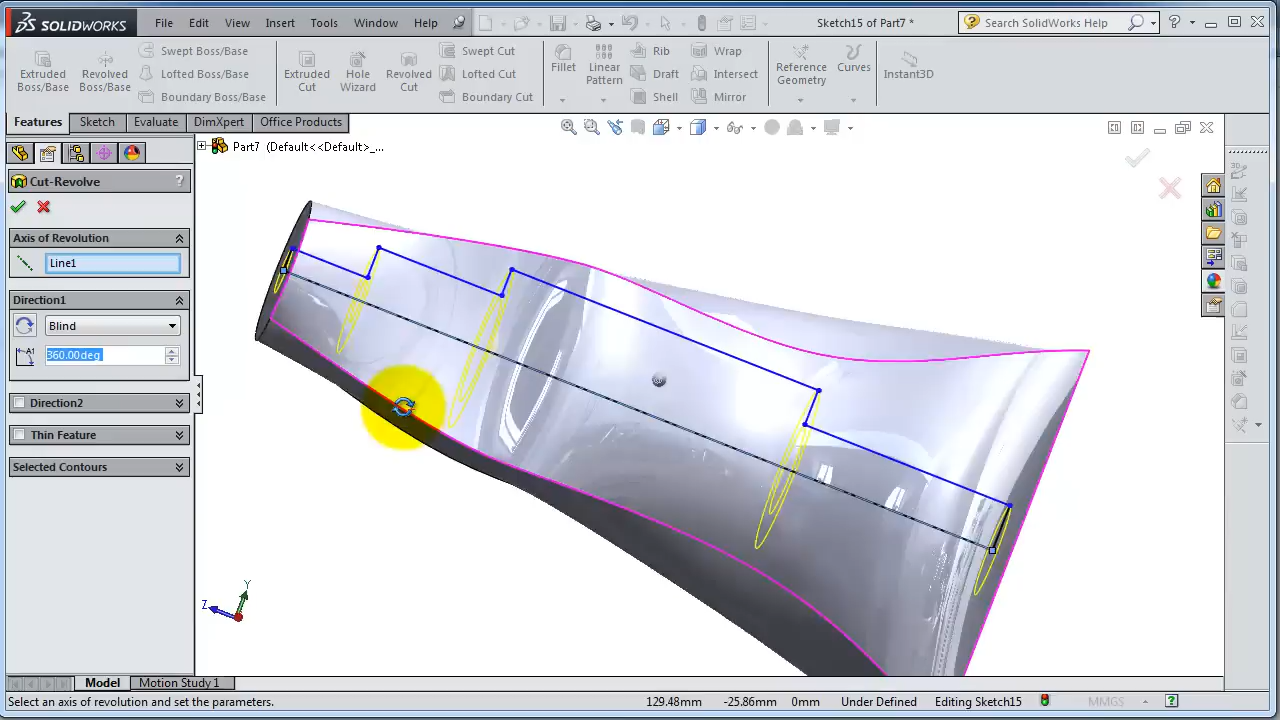 SOLIDWORKS File Edit View Insert Tools Window Help Sketch15 of Part7 * Search SolidWorks Help
Extruded Boss/Base
Revolved Boss/Base
Swept Boss/Base
Lofted Boss/Base
Boundary Boss/Base
Extruded Cut
Hole Wizard
Revolved Cut
Swept Cut
Lofted Cut
Boundary Cut
Fillet
Linear Pattern
Rib
Draft
Shell
Wrap
Intersect
Mirror
Reference Geometry
Curves
Instant3D
Features Sketch Evaluate DimXpert Office Products
Part7 (Default<<Default>_...
Cut-Revolve ?
Axis of Revolution
Line1
Direction1
Blind
360.00deg
Direction2
Thin Feature
Selected Contours
Y
Z
Model Motion Study 1
Select an axis of revolution and set the parameters. 129.48mm -25.86mm 0mm Under Defined Editing Sketch15 MMGS